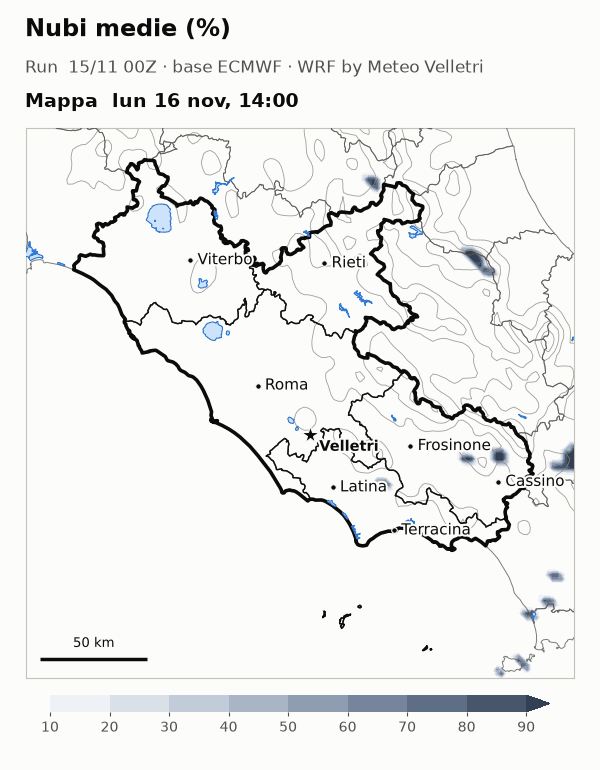 Nubi medie (%)
Run  15/11 00Z · base ECMWF · WRF by Meteo Velletri
Mappa  lun 16 nov, 14:00
Viterbo
Rieti
Roma
Velletri
Frosinone
Latina
Cassino
Terracina
50 km
10 20 30 40 50 60 70 80 90